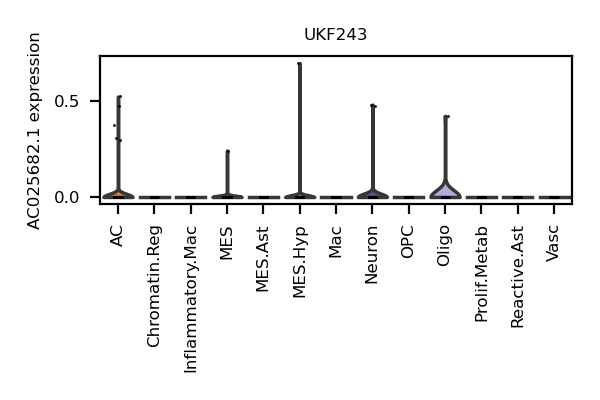 UKF243
AC025682.1 expression
0.5
0.0
AC
Chromatin.Reg
Inflammatory.Mac
MES
MES.Ast
MES.Hyp
Mac
Neuron
OPC
Oligo
Prolif.Metab
Reactive.Ast
Vasc